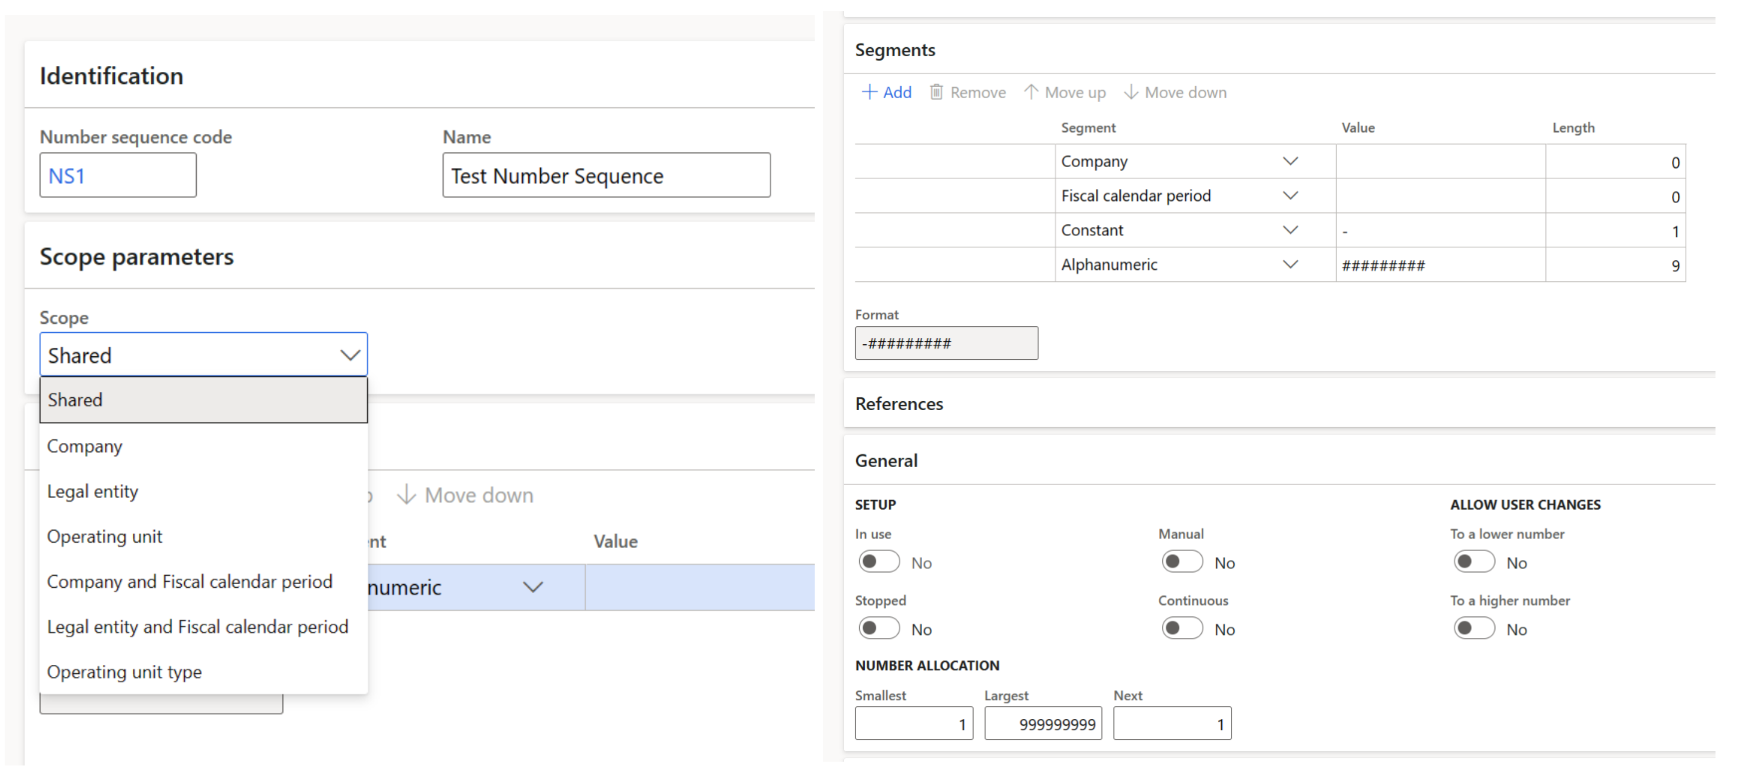 Identification
Number sequence code Name
NS1 Test Number Sequence
Scope parameters
Scope
Shared
Shared
Company
Legal entity
Move down
Operating unit
nt Value
Company and Fiscal calendar period
numeric
Legal entity and Fiscal calendar period
Operating unit type
Segments
Add Remove Move up Move down
Segment Value Length
Company 0
Fiscal calendar period 0
Constant - 1
Alphanumeric ######### 9
Format
-#########
References
General
SETUP ALLOW USER CHANGES
In use Manual To a lower number
No No No
Stopped Continuous To a higher number
No No No
NUMBER ALLOCATION
Smallest Largest Next
1 999999999 1